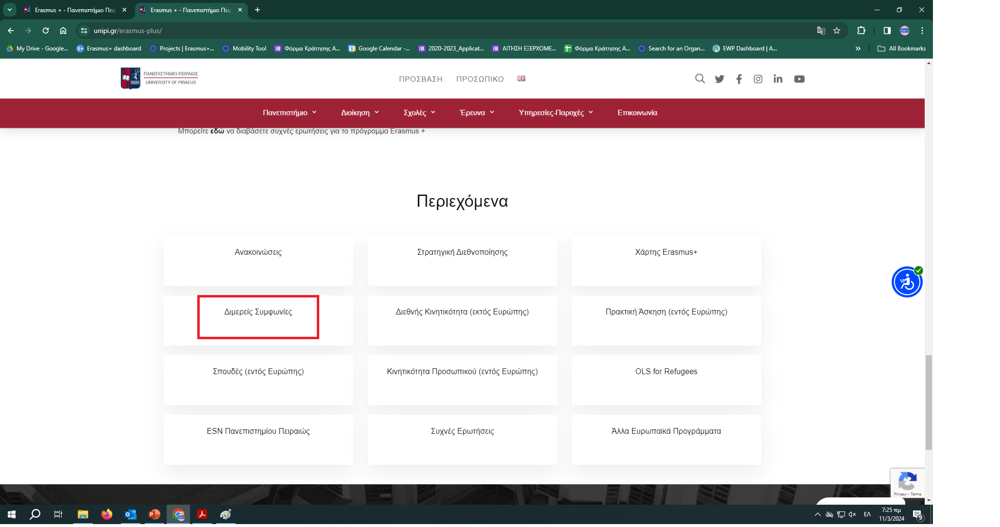 Erasmus + - Πανεπιστήμιο Πει
Erasmus + - Πανεπιστήμιο Πει
unipi.gr/erasmus-plus/
My Drive - Google...
Erasmus+ dashboard
Projects | Erasmus+...
Mobility Tool
Φόρμα Κράτησης Α...
Google Calendar -...
2020-2023_Applicat...
ΑΙΤΗΣΗ ΕΞΕΡΧΟΜΕ...
Φόρμα Κράτησης Α...
Search for an Organ...
EWP Dashboard | A...
All Bookmarks
ΠΑΝΕΠΙΣΤΗΜΙΟ ΠΕΙΡΑΙΩΣ
UNIVERSITY OF PIRAEUS
ΠΡΟΣΒΑΣΗ
ΠΡΟΣΩΠΙΚΟ
Πανεπιστήμιο
Διοίκηση
Σχολές
Έρευνα
Υπηρεσίες-Παροχές
Επικοινωνία
Μπορείτε εδώ να διαβάσετε συχνές ερωτήσεις για το πρόγραμμα Erasmus +
Περιεχόμενα
Ανακοινώσεις
Στρατηγική Διεθνοποίησης
Χάρτης Erasmus+
Διμερείς Συμφωνίες
Διεθνής Κινητικότητα (εκτός Ευρώπης)
Πρακτική Άσκηση (εντός Ευρώπης)
Σπουδές (εντός Ευρώπης)
Κινητικότητα Προσωπικού (εντός Ευρώπης)
OLS for Refugees
ESN Πανεπιστημίου Πειραιώς
Συχνές Ερωτήσεις
Άλλα Ευρωπαϊκά Προγράμματα
Privacy - Terms
ΕΛ
7:25 πμ
11/3/2024
9